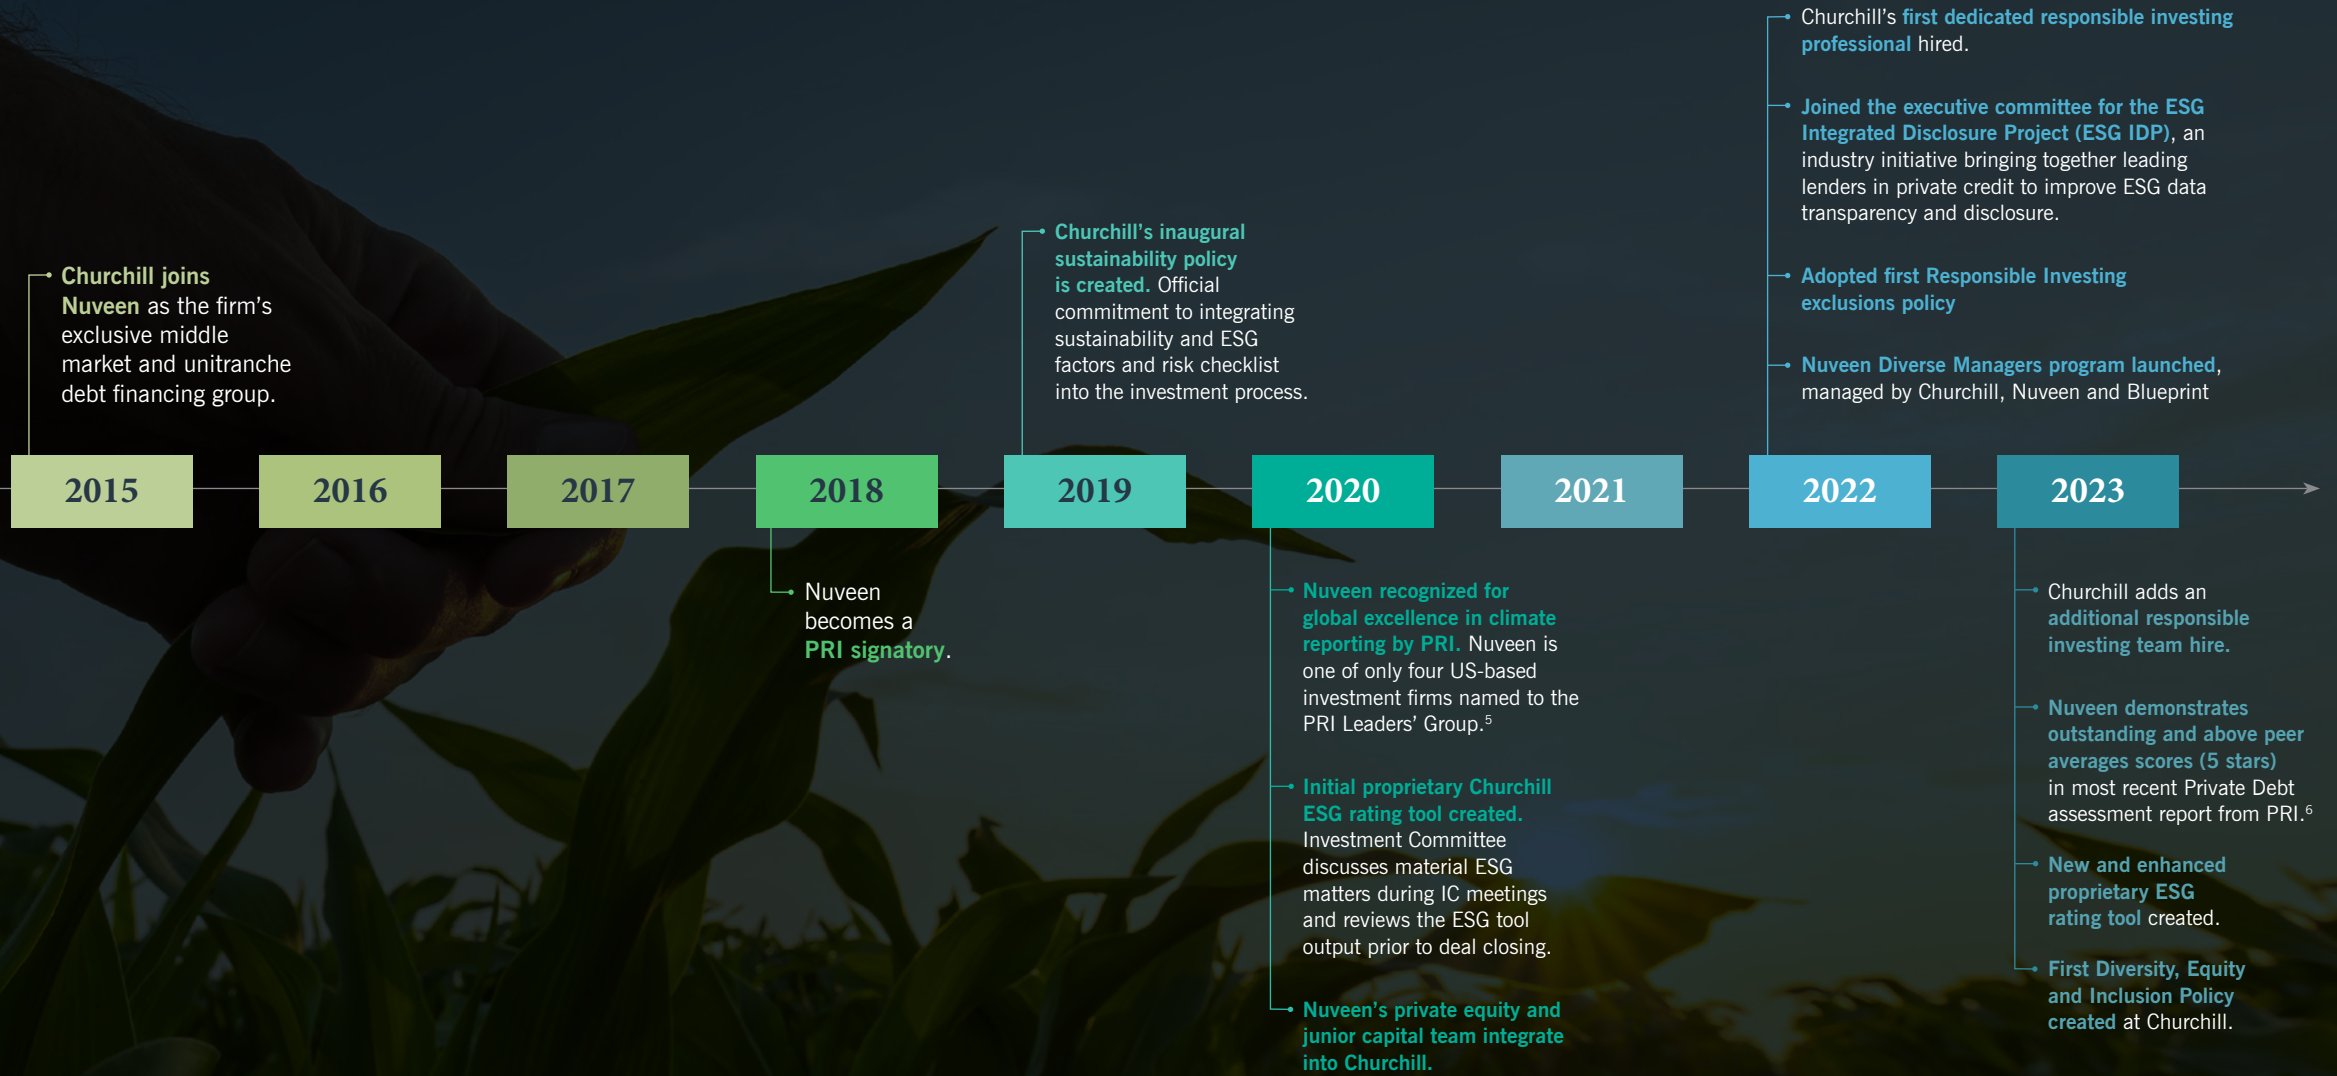 Churchill joins
Nuveen as the firm's
exclusive middle
market and unitranche
debt financing group.
Churchill's inaugural
sustainability policy
is created. Official
commitment to integrating
sustainability and ESG
factors and risk checklist
into the investment process.
Churchill's first dedicated responsible investing
professional hired.
Joined the executive committee for the ESG
Integrated Disclosure Project (ESG IDP), an
industry initiative bringing together leading
lenders in private credit to improve ESG data
transparency and disclosure.
Adopted first Responsible Investing
exclusions policy
Nuveen Diverse Managers program launched,
managed by Churchill, Nuveen and Blueprint
2015
2016
2017
2018
2019
2020
2021
2022
2023
Nuveen
becomes a
PRI signatory.
Nuveen recognized for
global excellence in climate
reporting by PRI. Nuveen is
one of only four US-based
investment firms named to the
PRI Leaders' Group.5
Initial proprietary Churchill
ESG rating tool created.
Investment Committee
discusses material ESG
matters during IC meetings
and reviews the ESG tool
output prior to deal closing.
Nuveen's private equity and
junior capital team integrate
into Churchill.
Churchill adds an
additional responsible
investing team hire.
Nuveen demonstrates
outstanding and above peer
averages scores (5 stars)
in most recent Private Debt
assessment report from PRI.6
New and enhanced
proprietary ESG
rating tool created.
First Diversity, Equity
and Inclusion Policy
created at Churchill.